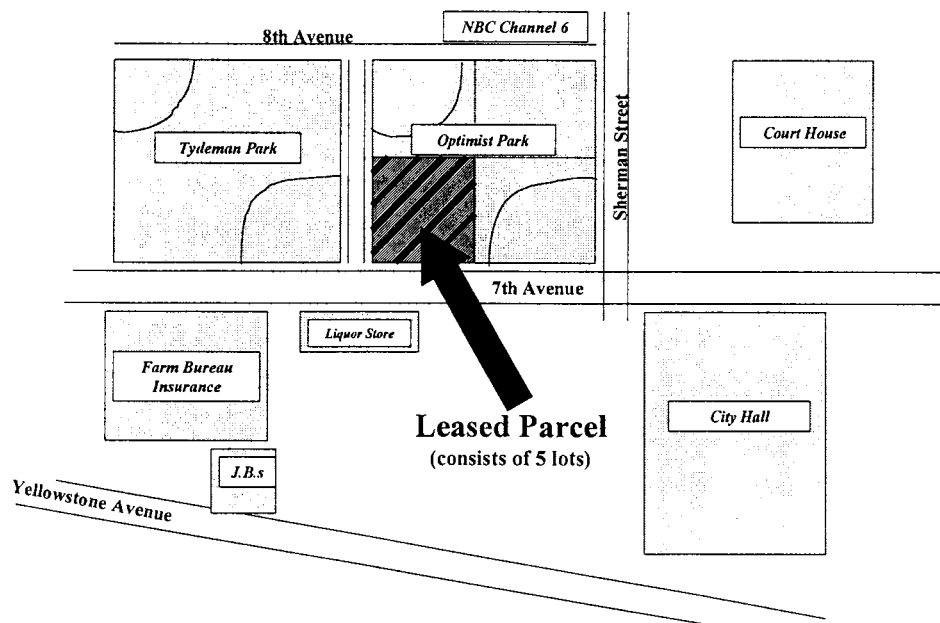 NBC Channel 6
8th Avenue
Sherman Street
Tydeman Park
Optimist Park
Court House
7th Avenue
Liquor Store
Farm Bureau
Insurance
Leased Parcel
(consists of 5 lots)
City Hall
J.B.s
Yellowstone Avenue